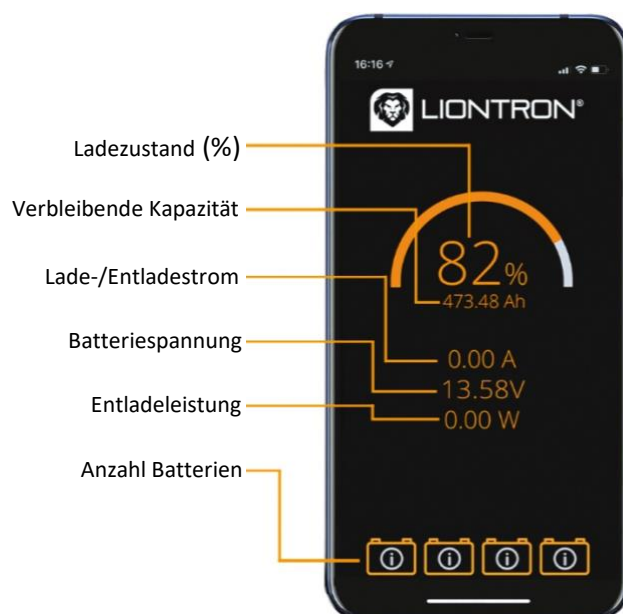 16:16
LIONTRON®
Ladezustand (%)
Verbleibende Kapazität
82%
473.48 Ah
Lade-/Entladestrom
0.00 A
Batteriespannung
13.58V
Entladeleistung
0.00 W
Anzahl Batterien